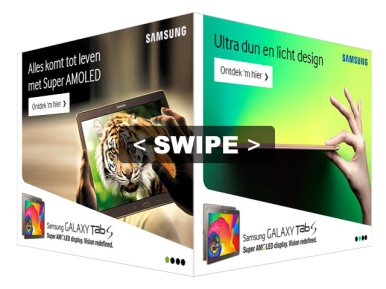 SAMSUNG
Alles komt tot leven
met Super AMOLED
Ontdek 'm hier ❯
Samsung GALAXY Tab S
Super AMOLED display. Vision redefined.
Ultra dun en licht design
SAMSUNG
Ontdek 'm hier ❯
Samsung GALAXY Tab S
Super AMOLED display. Vision redefined.
< SWIPE >